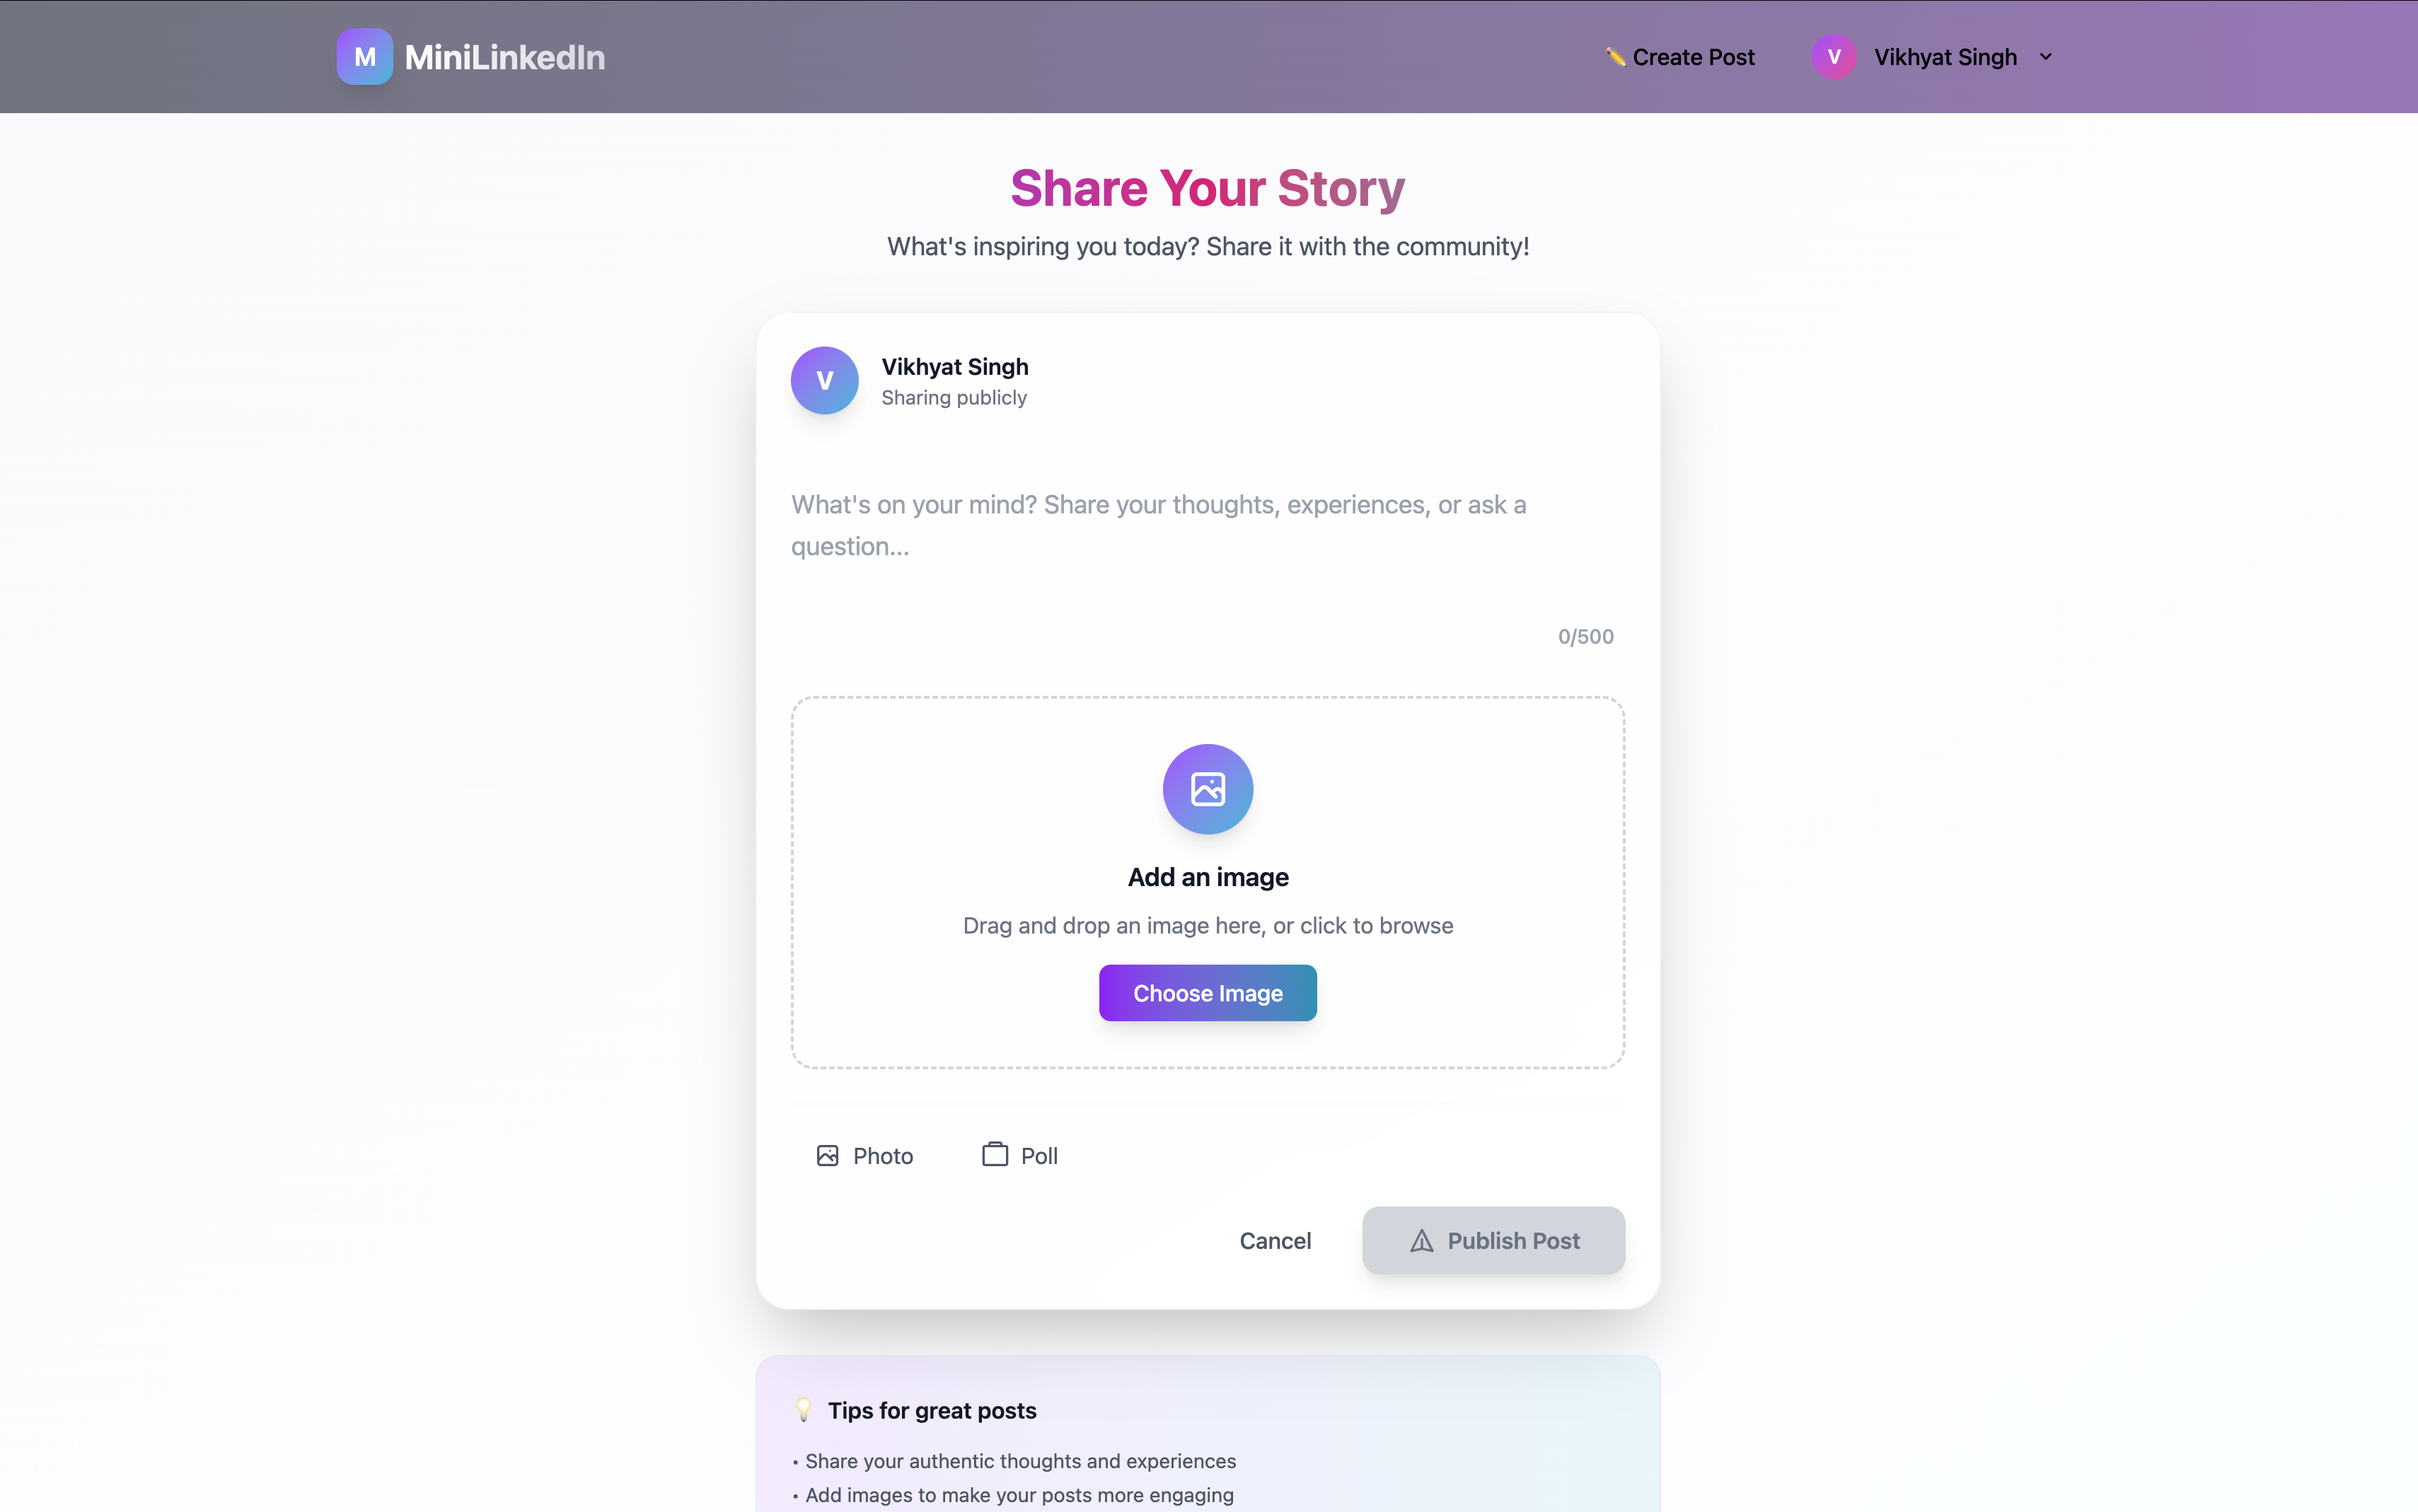 M MiniLinkedIn
✏️ Create Post
V Vikhyat Singh
Share Your Story
What's inspiring you today? Share it with the community!
V
Vikhyat Singh
Sharing publicly
What's on your mind? Share your thoughts, experiences, or ask a
question...
0/500
Add an image
Drag and drop an image here, or click to browse
Choose Image
Photo
Poll
Cancel
Publish Post
💡 Tips for great posts
• Share your authentic thoughts and experiences
• Add images to make your posts more engaging